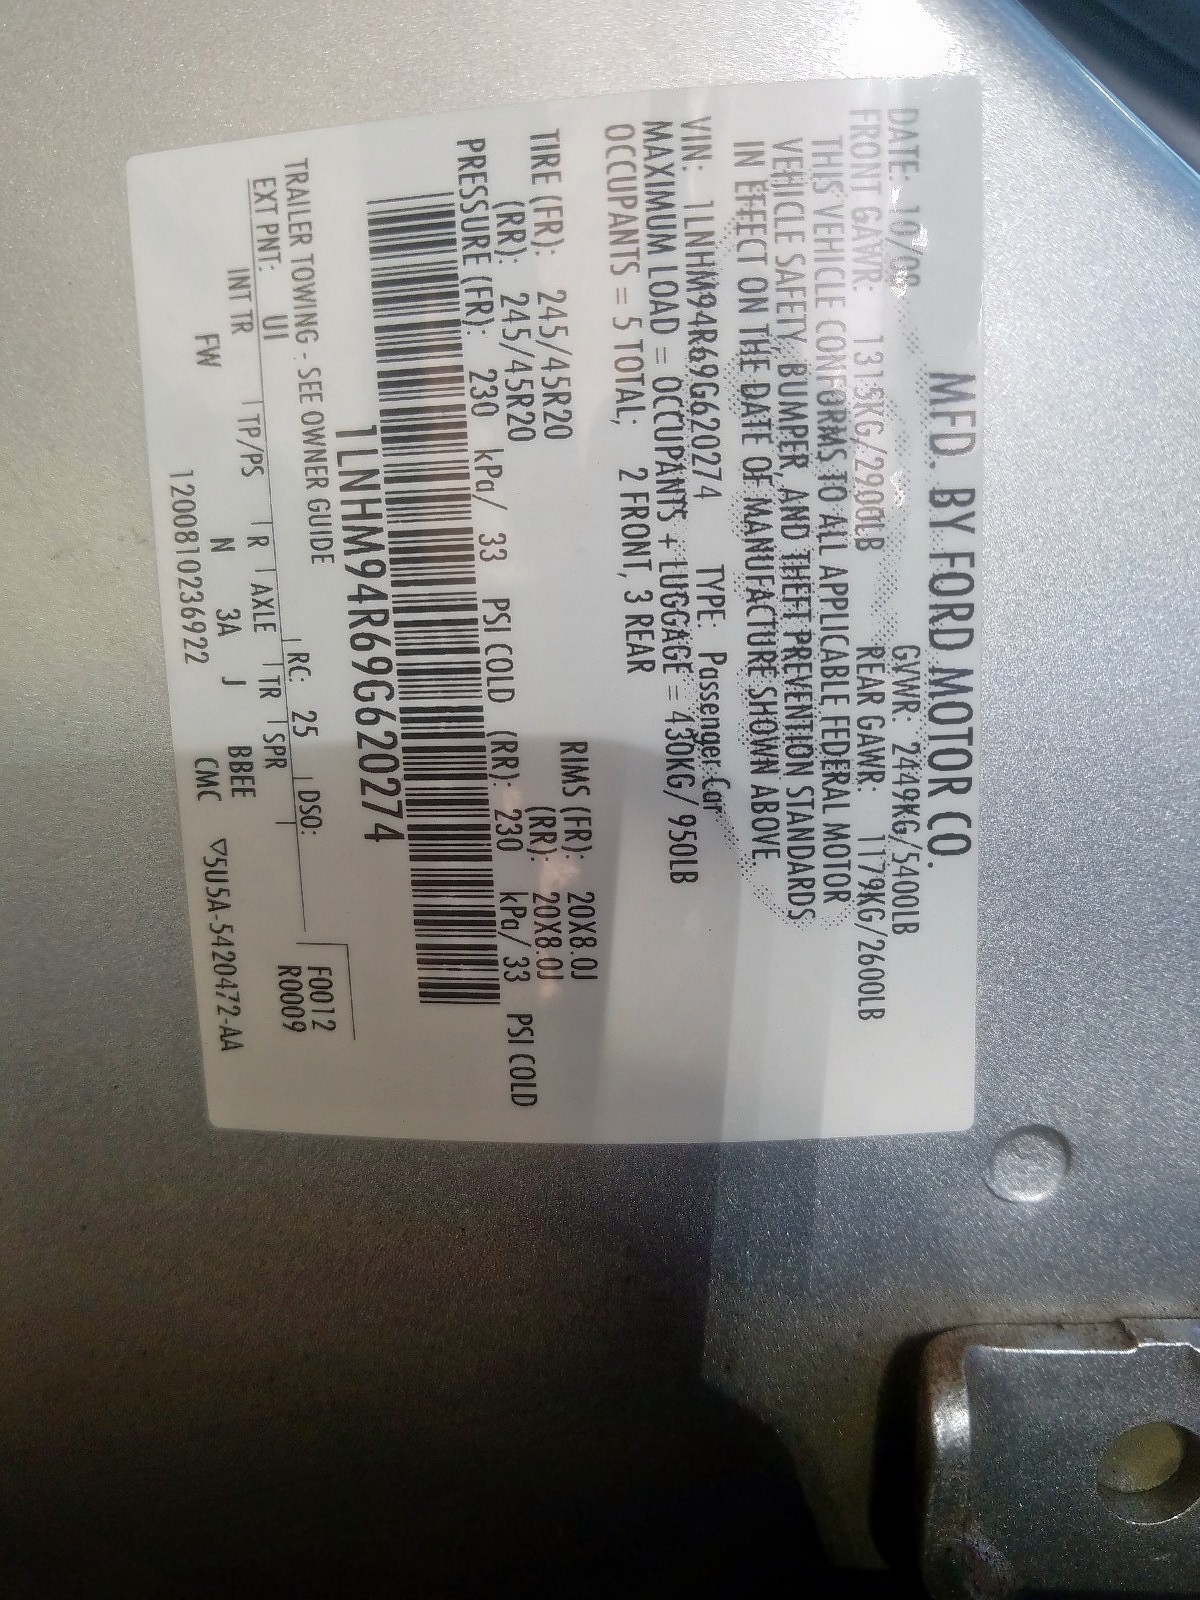 MFD. BY FORD MOTOR CO.
DATE: 10/08 GVWR: 2449KG/5400LB
FRONT GAWR: 1315KG/2900LB REAR GAWR: 1179KG/2600LB
THIS VEHICLE CONFORMS TO ALL APPLICABLE FEDERAL MOTOR
VEHICLE SAFETY, BUMPER, AND THEFT PREVENTION STANDARDS
IN EFFECT ON THE DATE OF MANUFACTURE SHOWN ABOVE.
VIN: 1LNHM94R69G620274 TYPE: Passenger Car
MAXIMUM LOAD = OCCUPANTS + LUGGAGE = 430KG/ 950LB
OCCUPANTS = 5 TOTAL; 2 FRONT, 3 REAR
TIRE (FR): 245/45R20 RIMS (FR): 20X8.0J
(RR): 245/45R20 (RR): 20X8.0J
PRESSURE (FR): 230 kPa/ 33 PSI COLD (RR): 230 kPa/ 33 PSI COLD
1LNHM94R69G620274
TRAILER TOWING - SEE OWNER GUIDE F0012
EXT PNT: UI RC: 25 DSO: R0009
INT TR TP/PS R AXLE TR SPR
FW N 3A J BBEE
1200810236922 CMC ▽5U5A-5420472-AA